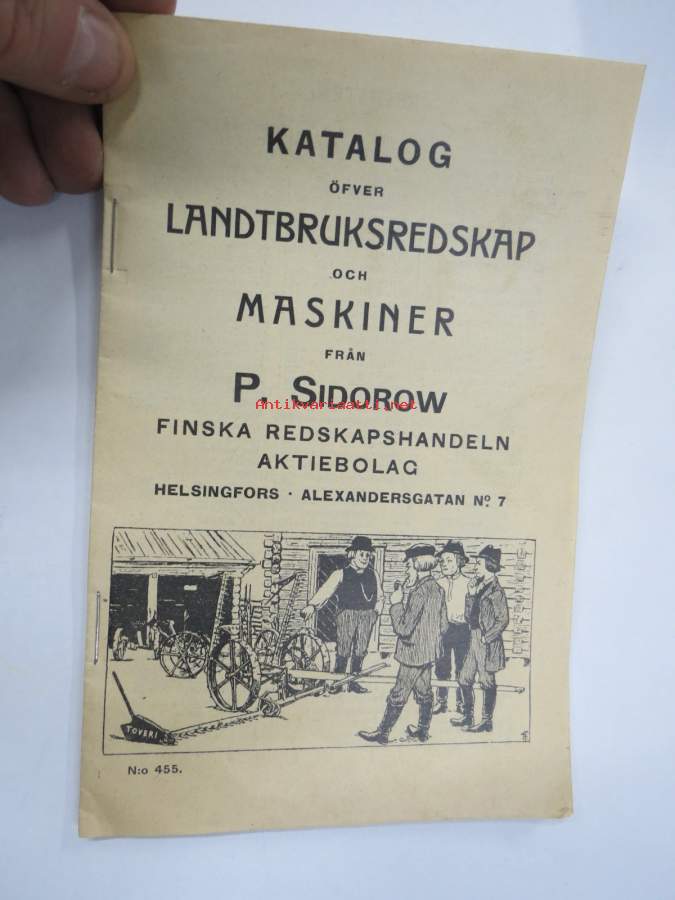 KATALOG
ÖFVER
LANDTBRUKSREDSKAP
OCH
MASKINER
FRÅN
P. SIDOROW
Antikvariaatti.net
FINSKA REDSKAPSHANDELN
AKTIEBOLAG
HELSINGFORS · ALEXANDERSGATAN No. 7
TOVERI
N:o 455.